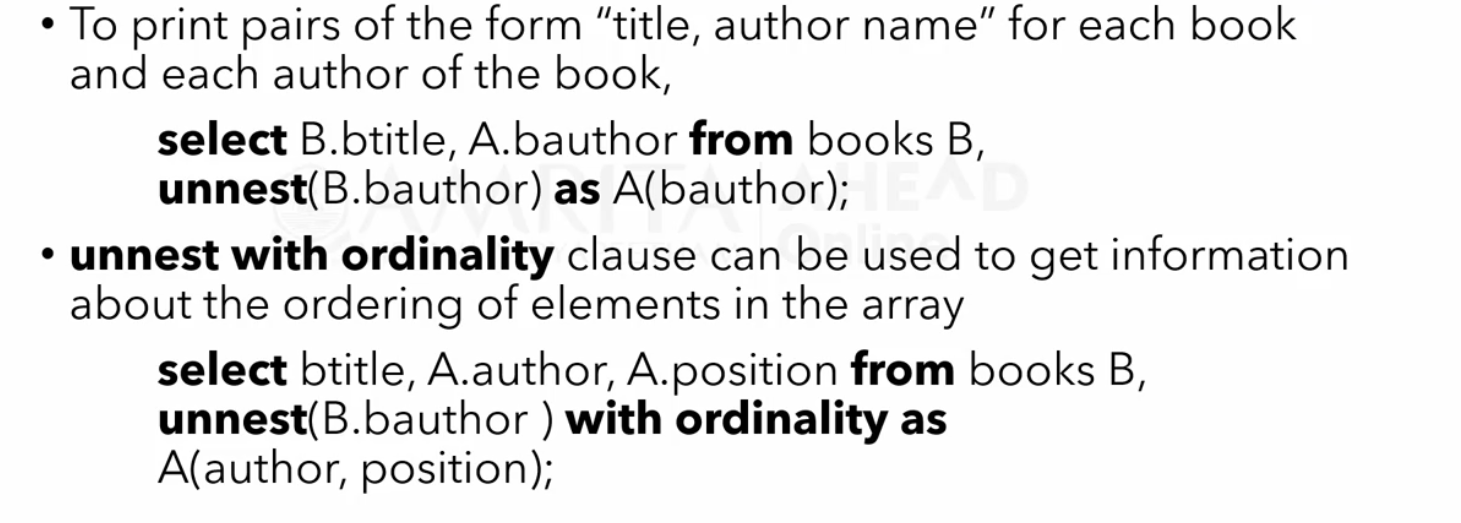 • To print pairs of the form “title, author name” for each book
and each author of the book,
select B.btitle, A.bauthor from books B,
unnest(B.bauthor) as A(bauthor);
AMRITA AHEAD
Online
• unnest with ordinality clause can be used to get information
about the ordering of elements in the array
select btitle, A.author, A.position from books B,
unnest(B.bauthor ) with ordinality as
A(author, position);